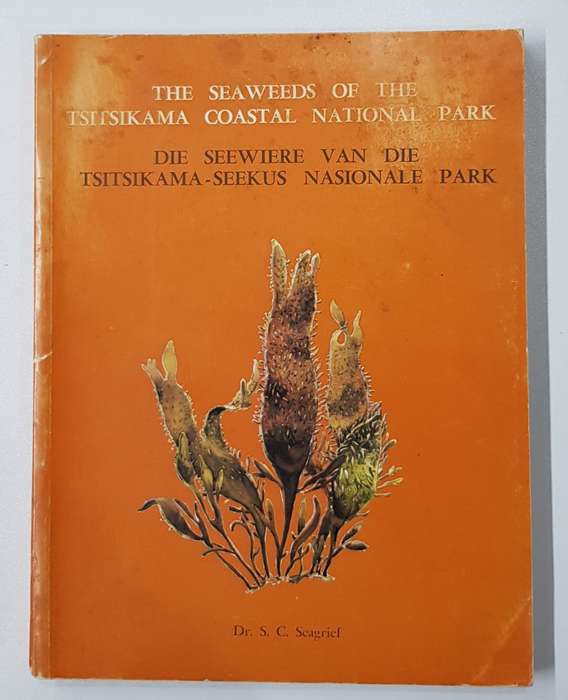 THE SEAWEEDS OF THE
TSITSIKAMA COASTAL NATIONAL PARK
DIE SEEWIERE VAN DIE
TSITSIKAMA-SEEKUS NASIONALE PARK
Dr. S. C. Seagrief